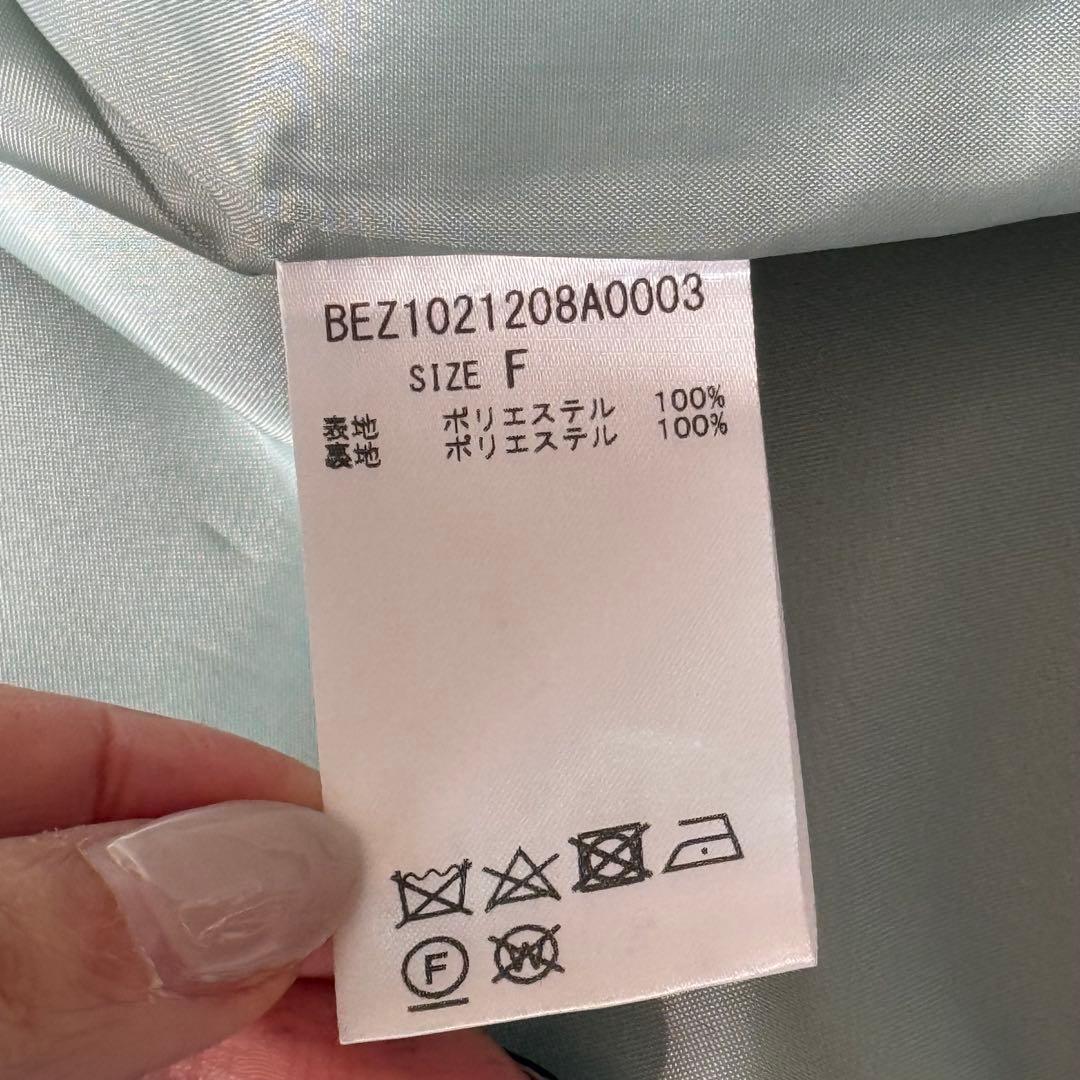 BEZ1021208A0003
SIZE F
表地 ポリエステル 100%
裏地 ポリエステル 100%
F
W